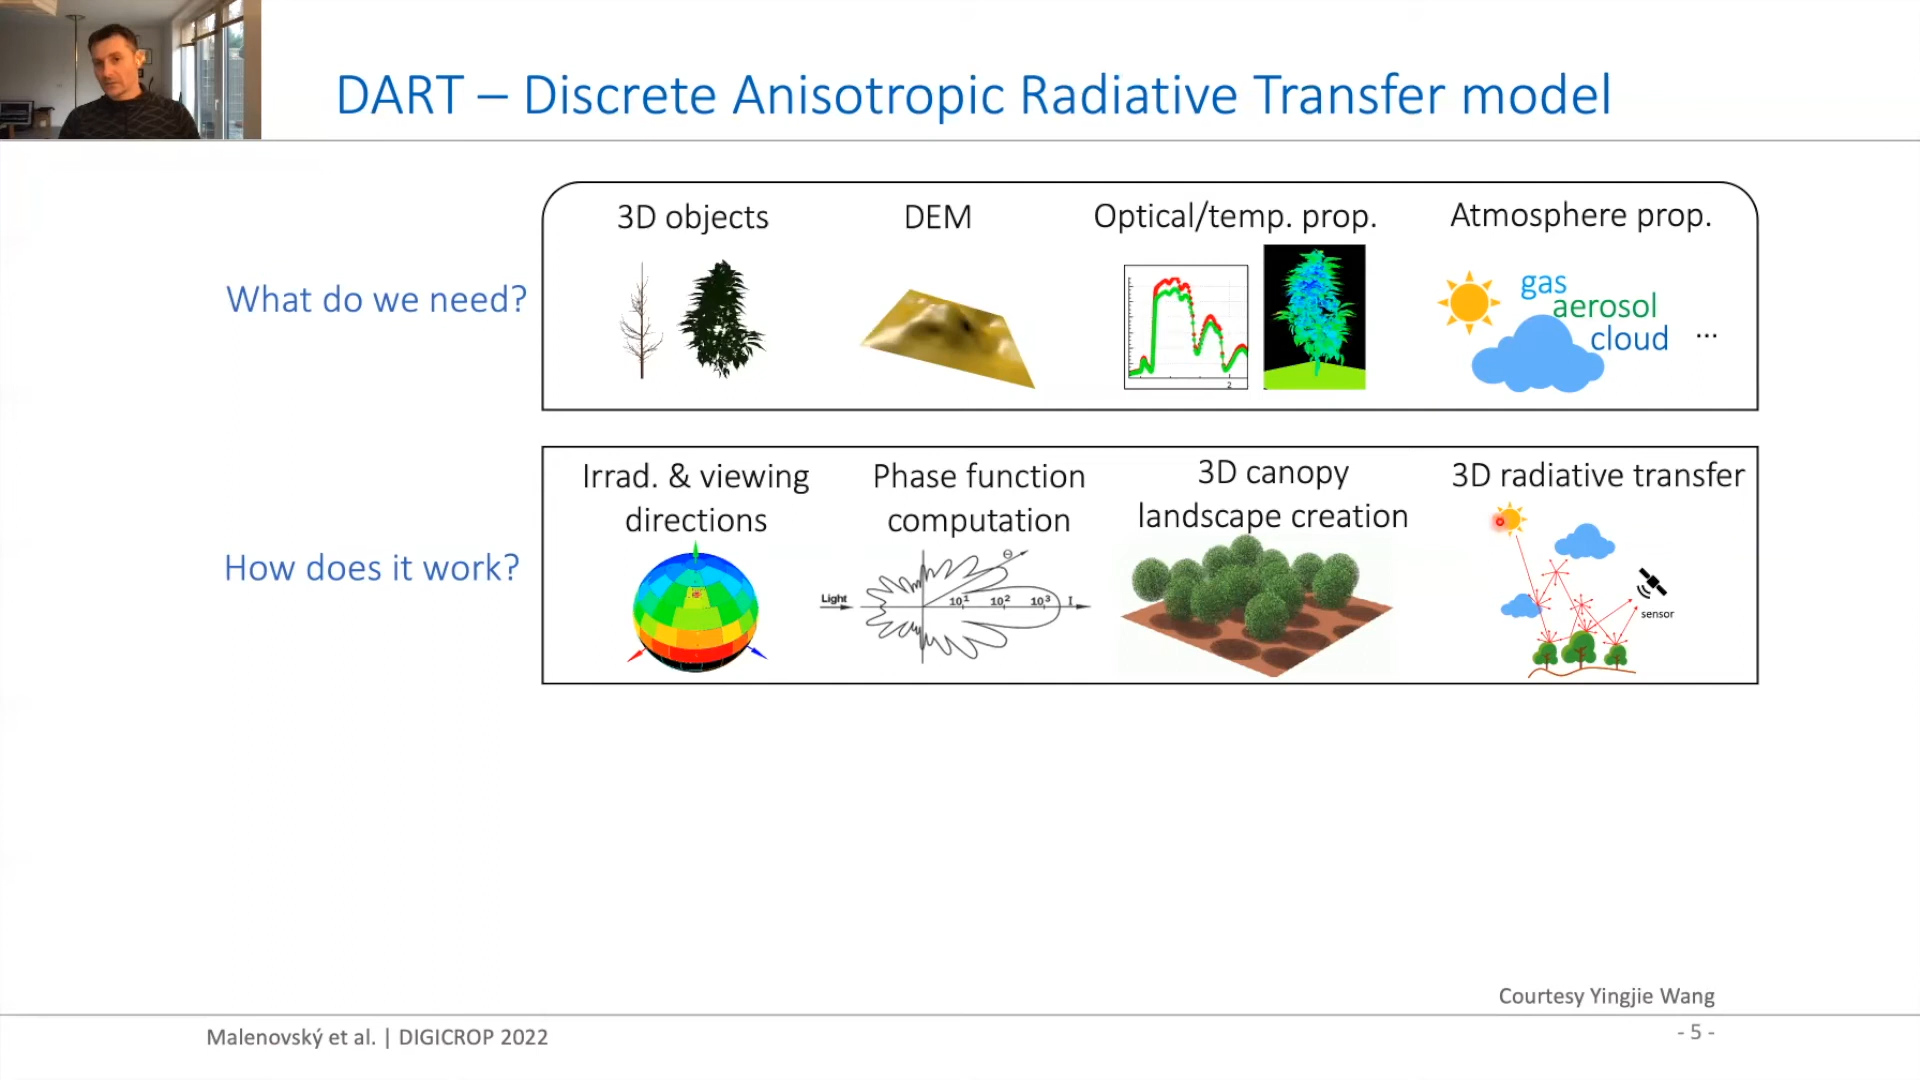 DART – Discrete Anisotropic Radiative Transfer model
What do we need?
3D objects
DEM
Optical/temp. prop.
2
Atmosphere prop.
gas
aerosol
cloud
...
How does it work?
Irrad. & viewing
directions
Phase function
computation
Light
Θ
10¹ 10² 10³ I
3D canopy
landscape creation
3D radiative transfer
sensor
Courtesy Yingjie Wang
Malenovský et al. | DIGICROP 2022
- 5 -